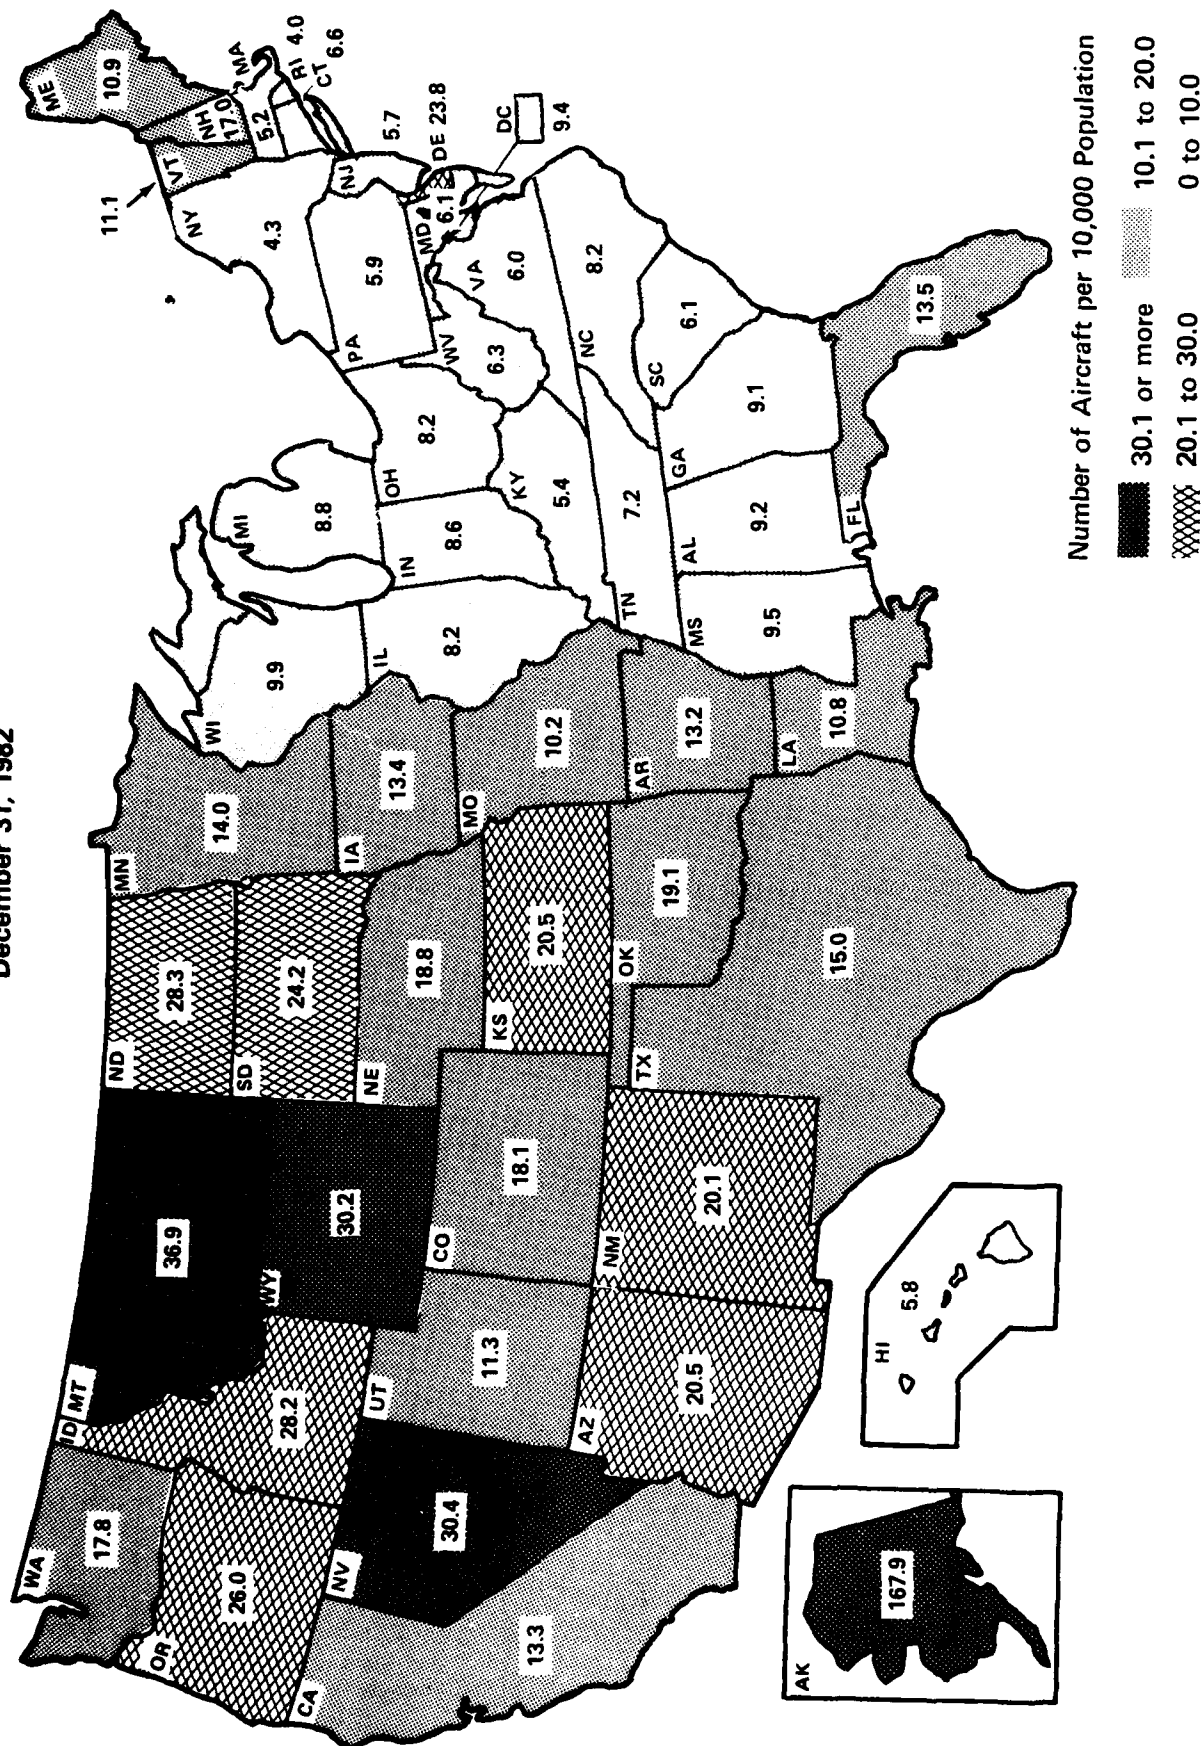 December 31, 1982
WA
17.8
OR
26.0
CA
13.3
NV
30.4
ID
28.2
MT
36.9
WY
30.2
UT
11.3
AZ
20.5
CO
18.1
NM
20.1
ND
28.3
SD
24.2
NE
18.8
KS
20.5
OK
19.1
TX
15.0
MN
14.0
IA
13.4
MO
10.2
AR
13.2
LA
10.8
WI
9.9
IL
8.2
MI
8.8
IN
8.6
OH
8.2
KY
5.4
TN
7.2
MS
9.5
AL
9.2
GA
9.1
FL
13.5
SC
6.1
NC
8.2
VA
6.0
WV
6.3
PA
5.9
NY
4.3
11.1
VT
NH
17.0
ME
10.9
MA
5.2
RI 4.0
CT 6.6
NJ
5.7
DE 23.8
MD
6.1
DC
9.4
AK
167.9
HI
5.8
Number of Aircraft per 10,000 Population
30.1 or more
10.1 to 20.0
20.1 to 30.0
0 to 10.0